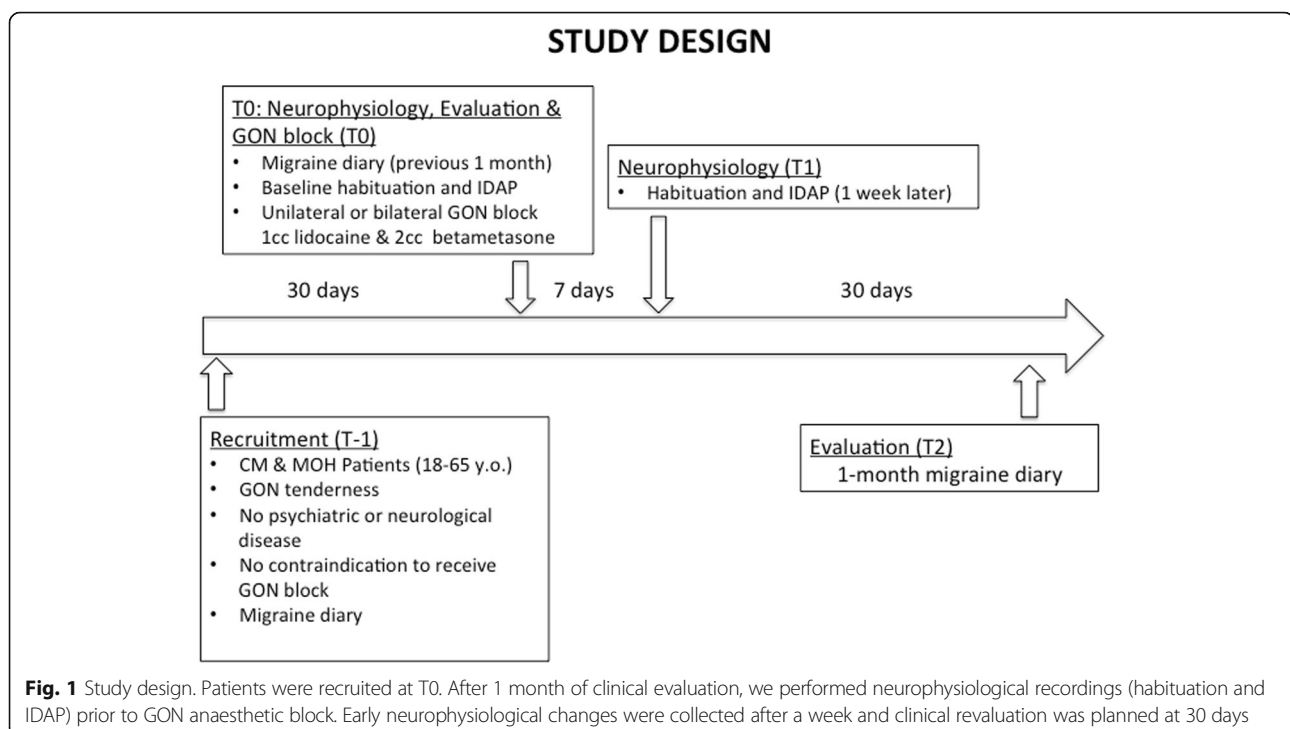 STUDY DESIGN
T0: Neurophysiology, Evaluation &
GON block (T0)
• Migraine diary (previous 1 month)
• Baseline habituation and IDAP
• Unilateral or bilateral GON block
1cc lidocaine & 2cc betametasone
Neurophysiology (T1)
• Habituation and IDAP (1 week later)
30 days
7 days
30 days
Recruitment (T-1)
• CM & MOH Patients (18-65 y.o.)
• GON tenderness
• No psychiatric or neurological
disease
• No contraindication to receive
GON block
• Migraine diary
Evaluation (T2)
1-month migraine diary
Fig. 1 Study design. Patients were recruited at T0. After 1 month of clinical evaluation, we performed neurophysiological recordings (habituation and
IDAP) prior to GON anaesthetic block. Early neurophysiological changes were collected after a week and clinical revaluation was planned at 30 days